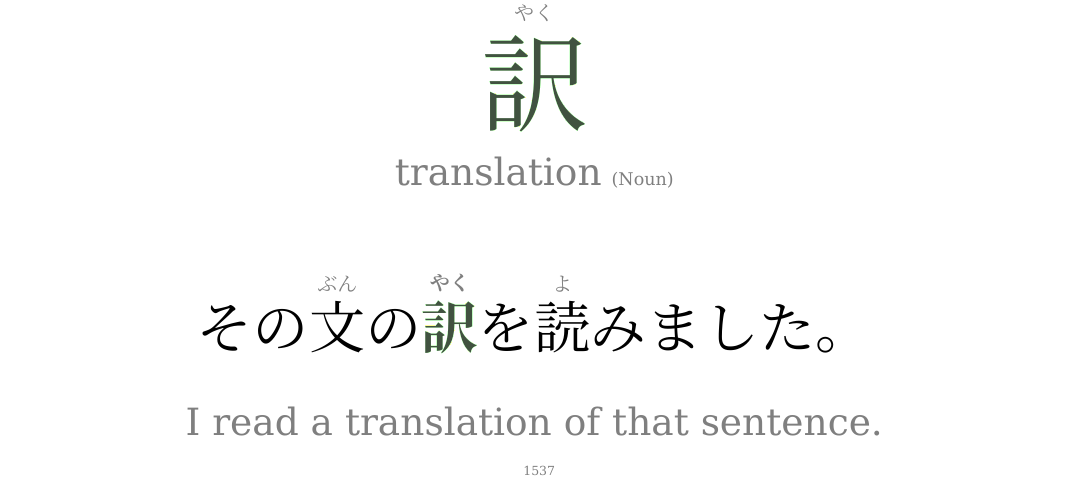 やく
訳
translation (Noun)
ぶん やく よ
その文の訳を読みました。
I read a translation of that sentence.
1537